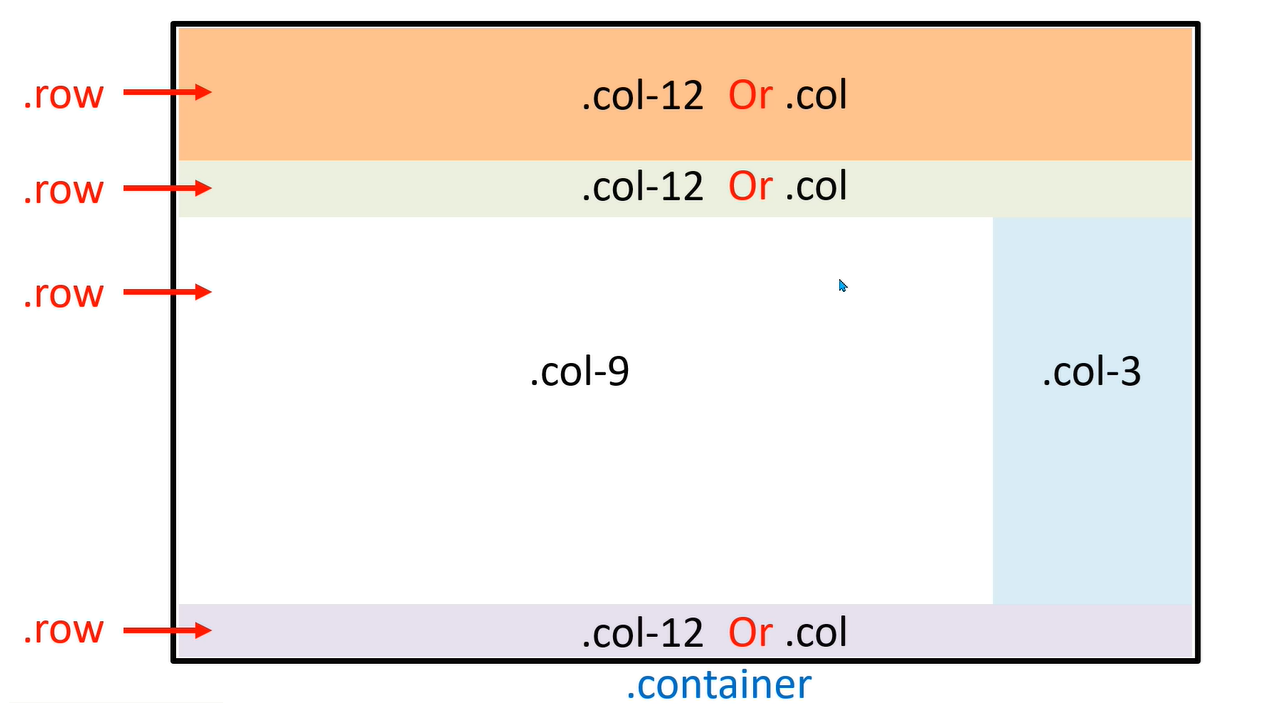 .row .col-12 Or .col
.row .col-12 Or .col
.row
.col-9 .col-3
.row .col-12 Or .col
.container